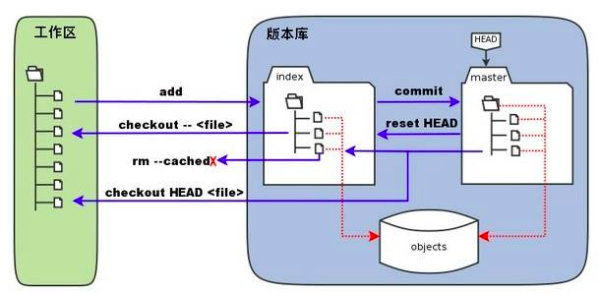 工作区
版本库
HEAD
index
master
add
commit
checkout -- <file>
reset HEAD
rm --cached
X
checkout HEAD <file>
objects